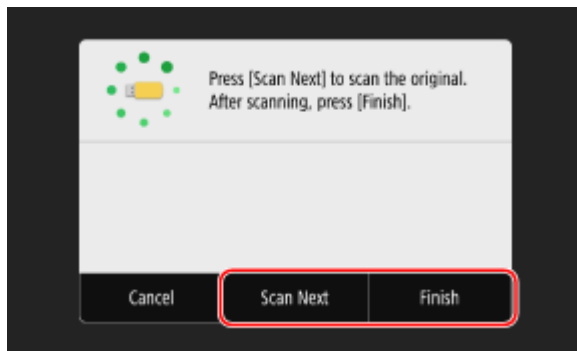 Press [Scan Next] to scan the original.
After scanning, press [Finish].
Cancel
Scan Next
Finish